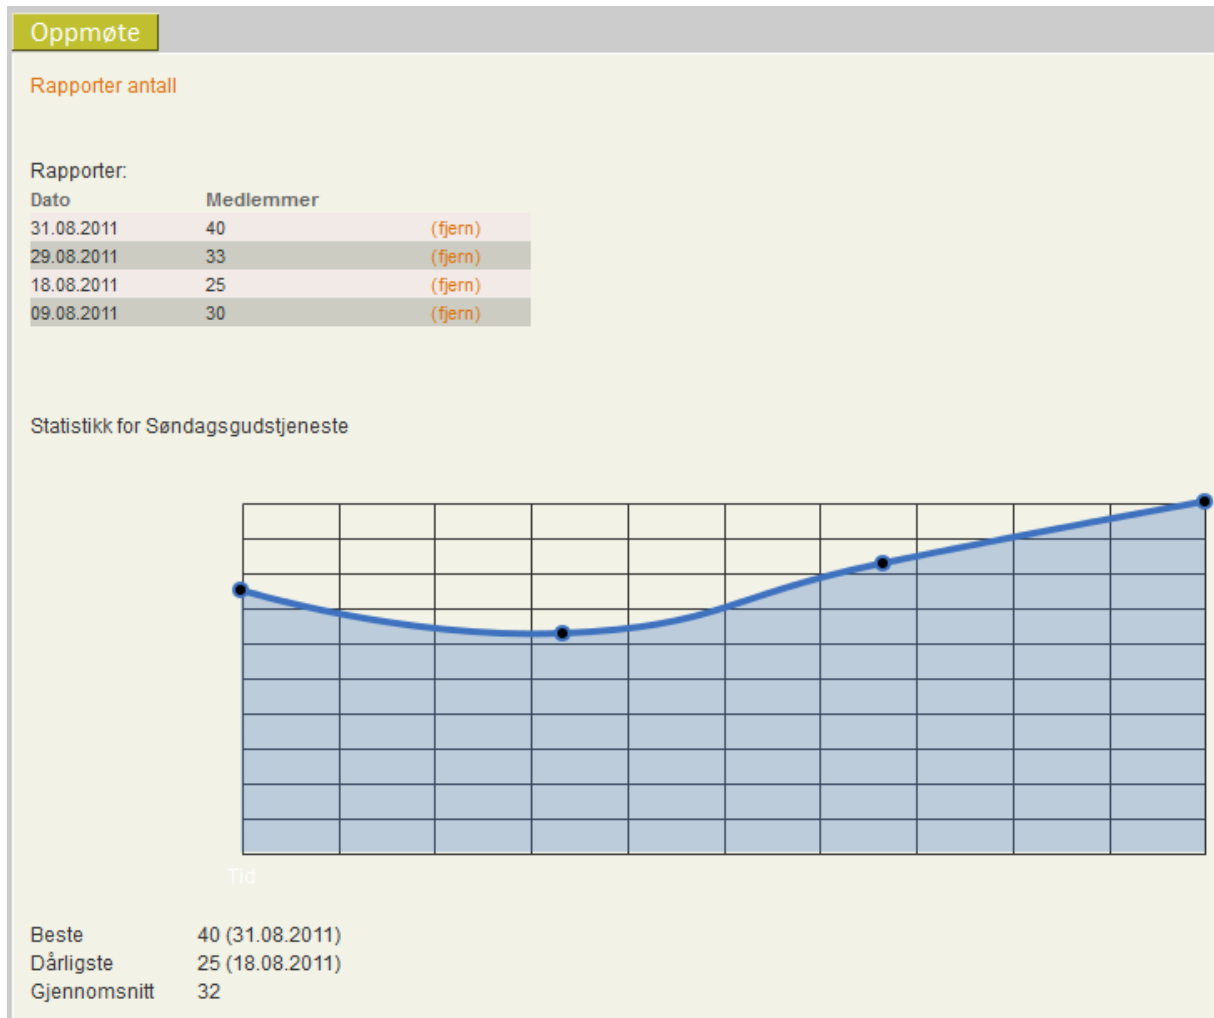 Oppmøte
Rapporter antall
Rapporter:
Dato Medlemmer
31.08.2011 40 (fjern)
29.08.2011 33 (fjern)
18.08.2011 25 (fjern)
09.08.2011 30 (fjern)
Statistikk for Søndagsgudstjeneste
Tid
Beste 40 (31.08.2011)
Dårligste 25 (18.08.2011)
Gjennomsnitt 32